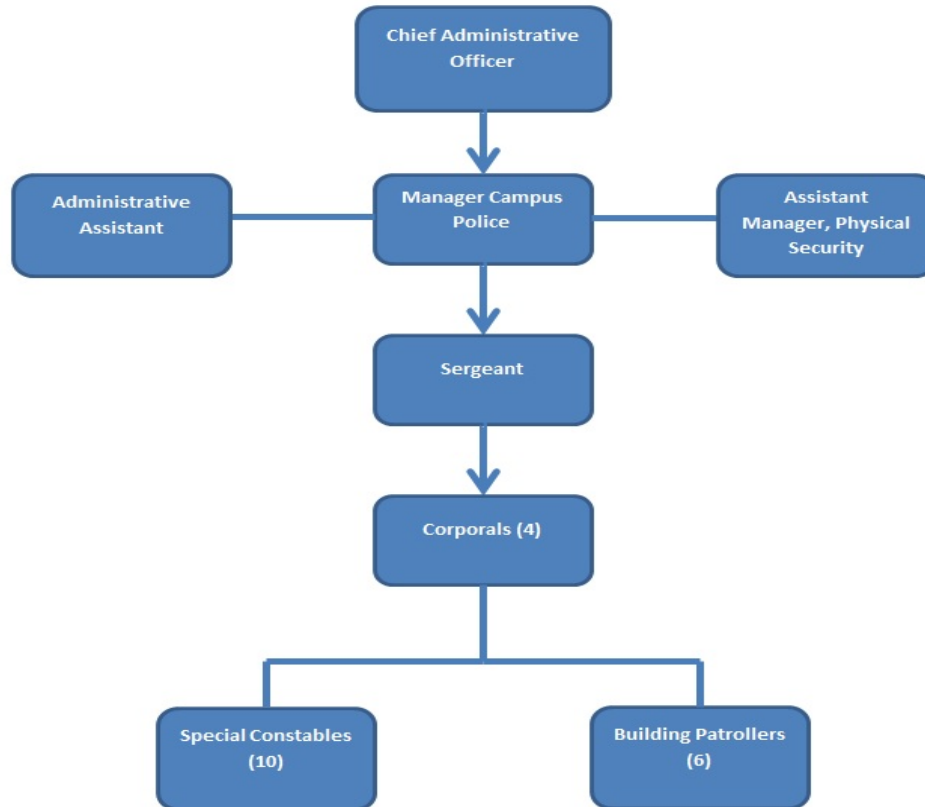 Chief Administrative
Officer
Administrative
Assistant
Manager Campus
Police
Assistant
Manager, Physical
Security
Sergeant
Corporals (4)
Special Constables
(10)
Building Patrollers
(6)